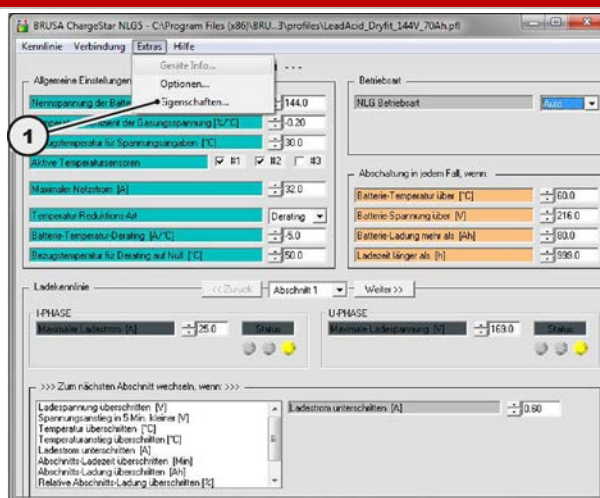 BRUSA ChargeStar NLG5 - C:\Program Files (x86)\BRU...3\profiles\LeadAcid_Dryfit_144V_70Ah.pfl
Kennlinie Verbindung Extras Hilfe
Geräte Info...
Optionen...
Eigenschaften...
1
Allgemeine Einstellungen
Nennspannung der Batte 144.0
der Gasungsspannung [%/°C] -0.20
temperatur für Spannungsangaben [°C] 30.0
Aktive Temperatursensoren #1 #2 #3
Maximaler Netzstrom [A] 32.0
Temperatur-Reduktions-Art Derating
Batterie-Temperatur-Derating [A/°C] -5.0
Bezugstemperatur für Derating auf Null [°C] 50.0
Betriebsart
NLG Betriebsart Auto
Abschaltung in jedem Fall, wenn:
Batterie-Temperatur über [°C] 60.0
Batterie-Spannung über [V] 216.0
Batterie-Ladung mehr als [Ah] 80.0
Ladezeit länger als [h] 999.0
Ladekennlinie << Zurück Abschnitt 1 Weiter >>
I-PHASE
Maximaler Ladestrom [A] 25.0 Status
U-PHASE
Maximale Ladespannung [V] 169.0 Status
>>> Zum nächsten Abschnitt wechseln, wenn: >>>
Ladespannung überschritten [V]
Spannungsanstieg in 5 Min. kleiner [V]
Temperatur überschritten [°C]
Temperaturanstieg überschritten [°C]
Ladestrom unterschritten [A]
Abschnitts-Ladezeit überschritten [Min]
Abschnitts-Ladung überschritten [Ah]
Relative Abschnitts-Ladung überschritten [%]
Ladestrom unterschritten [A] 0.60